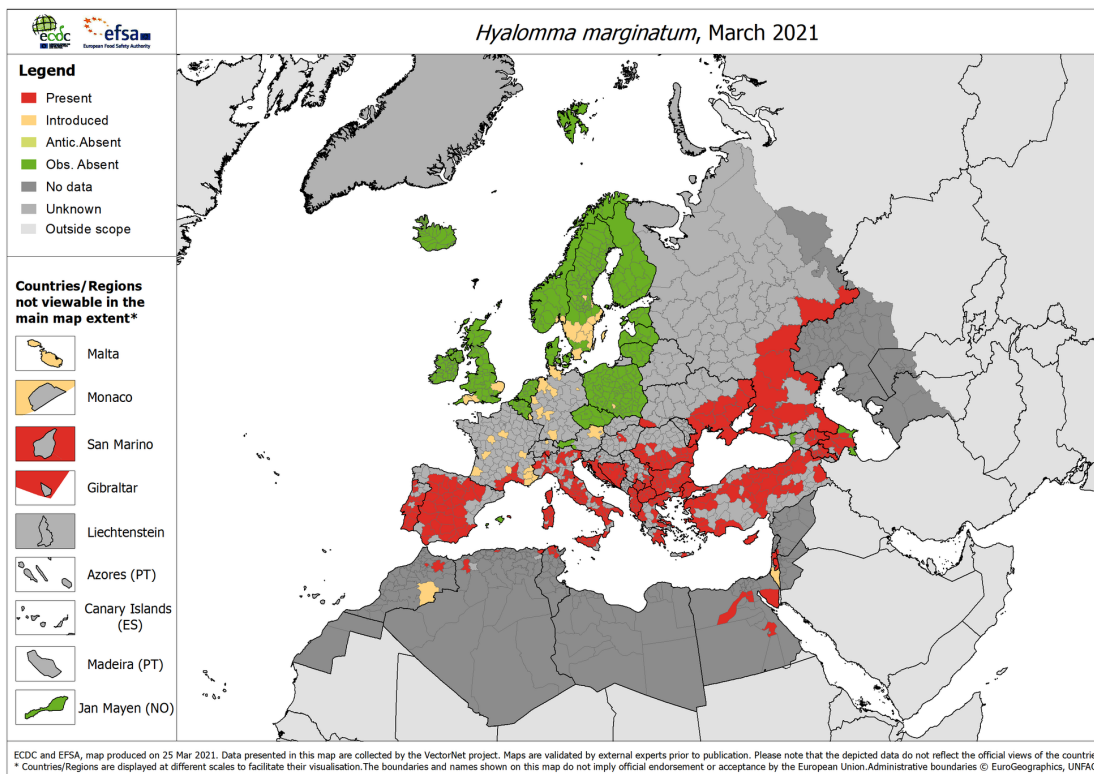 ecdc
efsa
European Food Safety Authority
Hyalomma marginatum, March 2021
Legend
Present
Introduced
Antic.Absent
Obs. Absent
No data
Unknown
Outside scope
Countries/Regions
not viewable in the
main map extent*
Malta
Monaco
San Marino
Gibraltar
Liechtenstein
Azores (PT)
Canary Islands
(ES)
Madeira (PT)
Jan Mayen (NO)
ECDC and EFSA, map produced on 25 Mar 2021. Data presented in this map are collected by the VectorNet project. Maps are validated by external experts prior to publication. Please note that the depicted data do not reflect the official views of the countrie
* Countries/Regions are displayed at different scales to facilitate their visualisation.The boundaries and names shown on this map do not imply official endorsement or acceptance by the European Union.Administrative boundaries © EuroGeographics, UNFAO